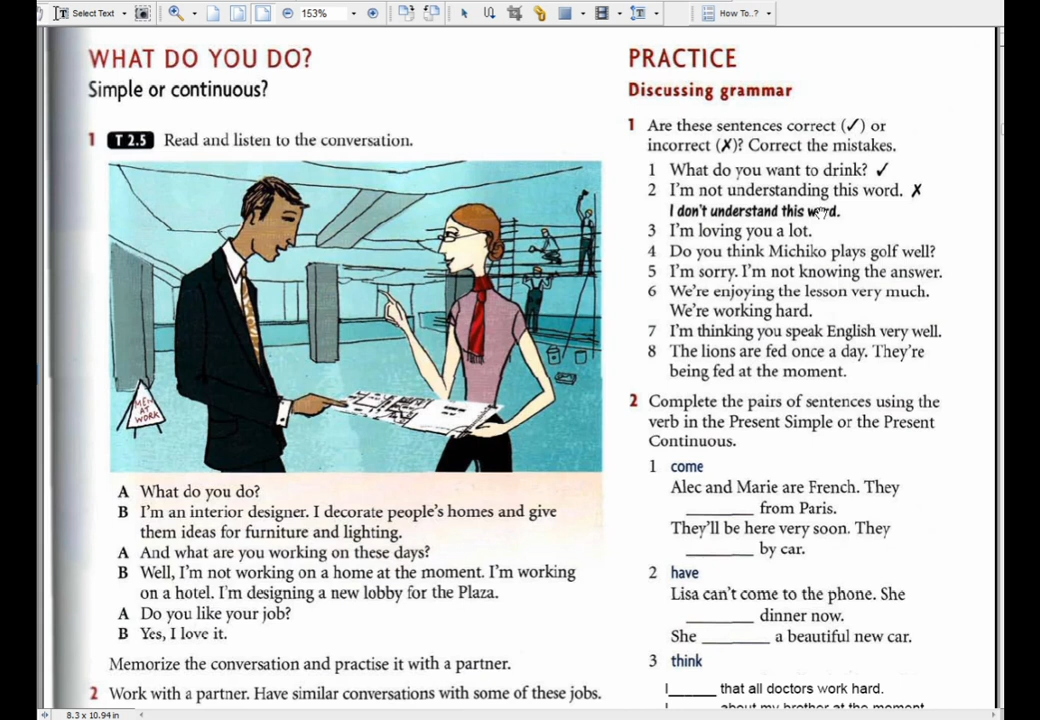 Select Text
153%
How To..?
WHAT DO YOU DO?
Simple or continuous?
1 T 2.5 Read and listen to the conversation.
MEN
AT
WORK
A What do you do?
B I'm an interior designer. I decorate people's homes and give
them ideas for furniture and lighting.
A And what are you working on these days?
B Well, I'm not working on a home at the moment. I'm working
on a hotel. I'm designing a new lobby for the Plaza.
A Do you like your job?
B Yes, I love it.
Memorize the conversation and practise it with a partner.
2 Work with a partner. Have similar conversations with some of these jobs.
PRACTICE
Discussing grammar
1 Are these sentences correct (✓) or
incorrect (✗)? Correct the mistakes.
1 What do you want to drink? ✓
2 I'm not understanding this word. ✗
I don't understand this word.
3 I'm loving you a lot.
4 Do you think Michiko plays golf well?
5 I'm sorry. I'm not knowing the answer.
6 We're enjoying the lesson very much.
We're working hard.
7 I'm thinking you speak English very well.
8 The lions are fed once a day. They're
being fed at the moment.
2 Complete the pairs of sentences using the
verb in the Present Simple or the Present
Continuous.
1 come
Alec and Marie are French. They
________ from Paris.
They'll be here very soon. They
________ by car.
2 have
Lisa can't come to the phone. She
________ dinner now.
She ________ a beautiful new car.
3 think
I______ that all doctors work hard.
I______ about my brother at the moment
8.3 x 10.94 in